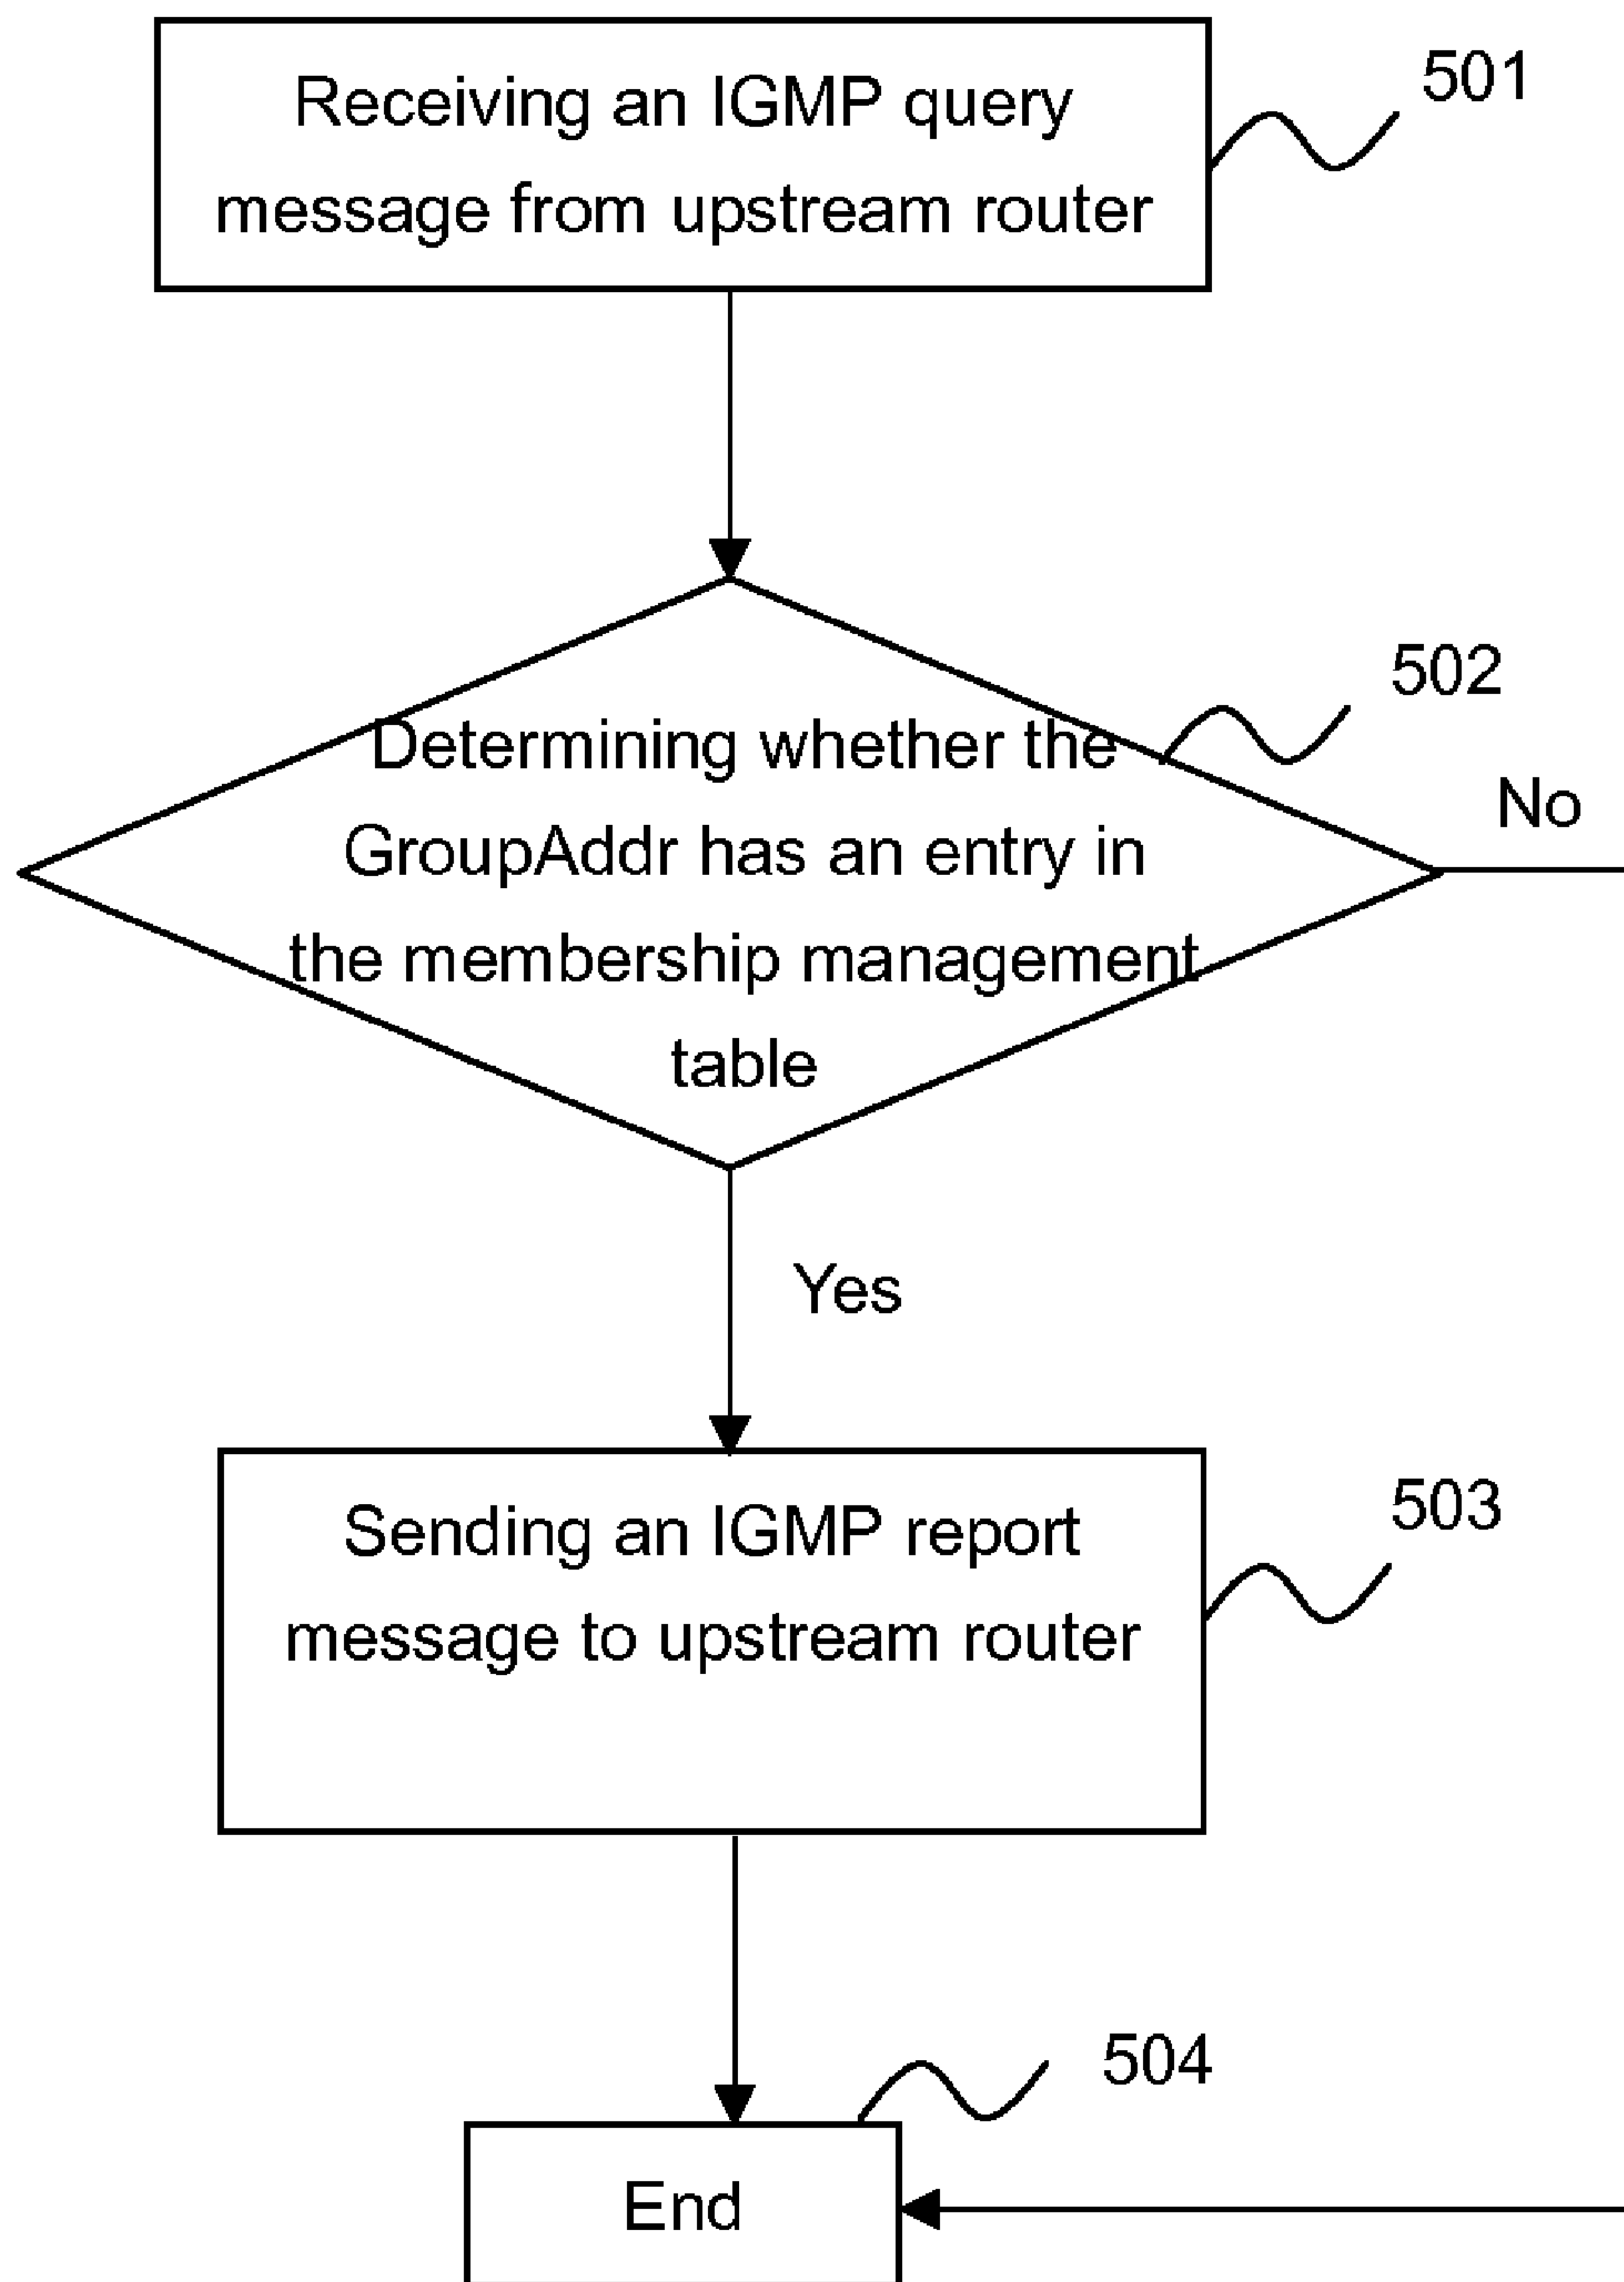 Receiving an IGMP query
message from upstream router
501
Determining whether the
GroupAddr has an entry in
the membership management
table
502
No
Yes
Sending an IGMP report
message to upstream router
503
504
End